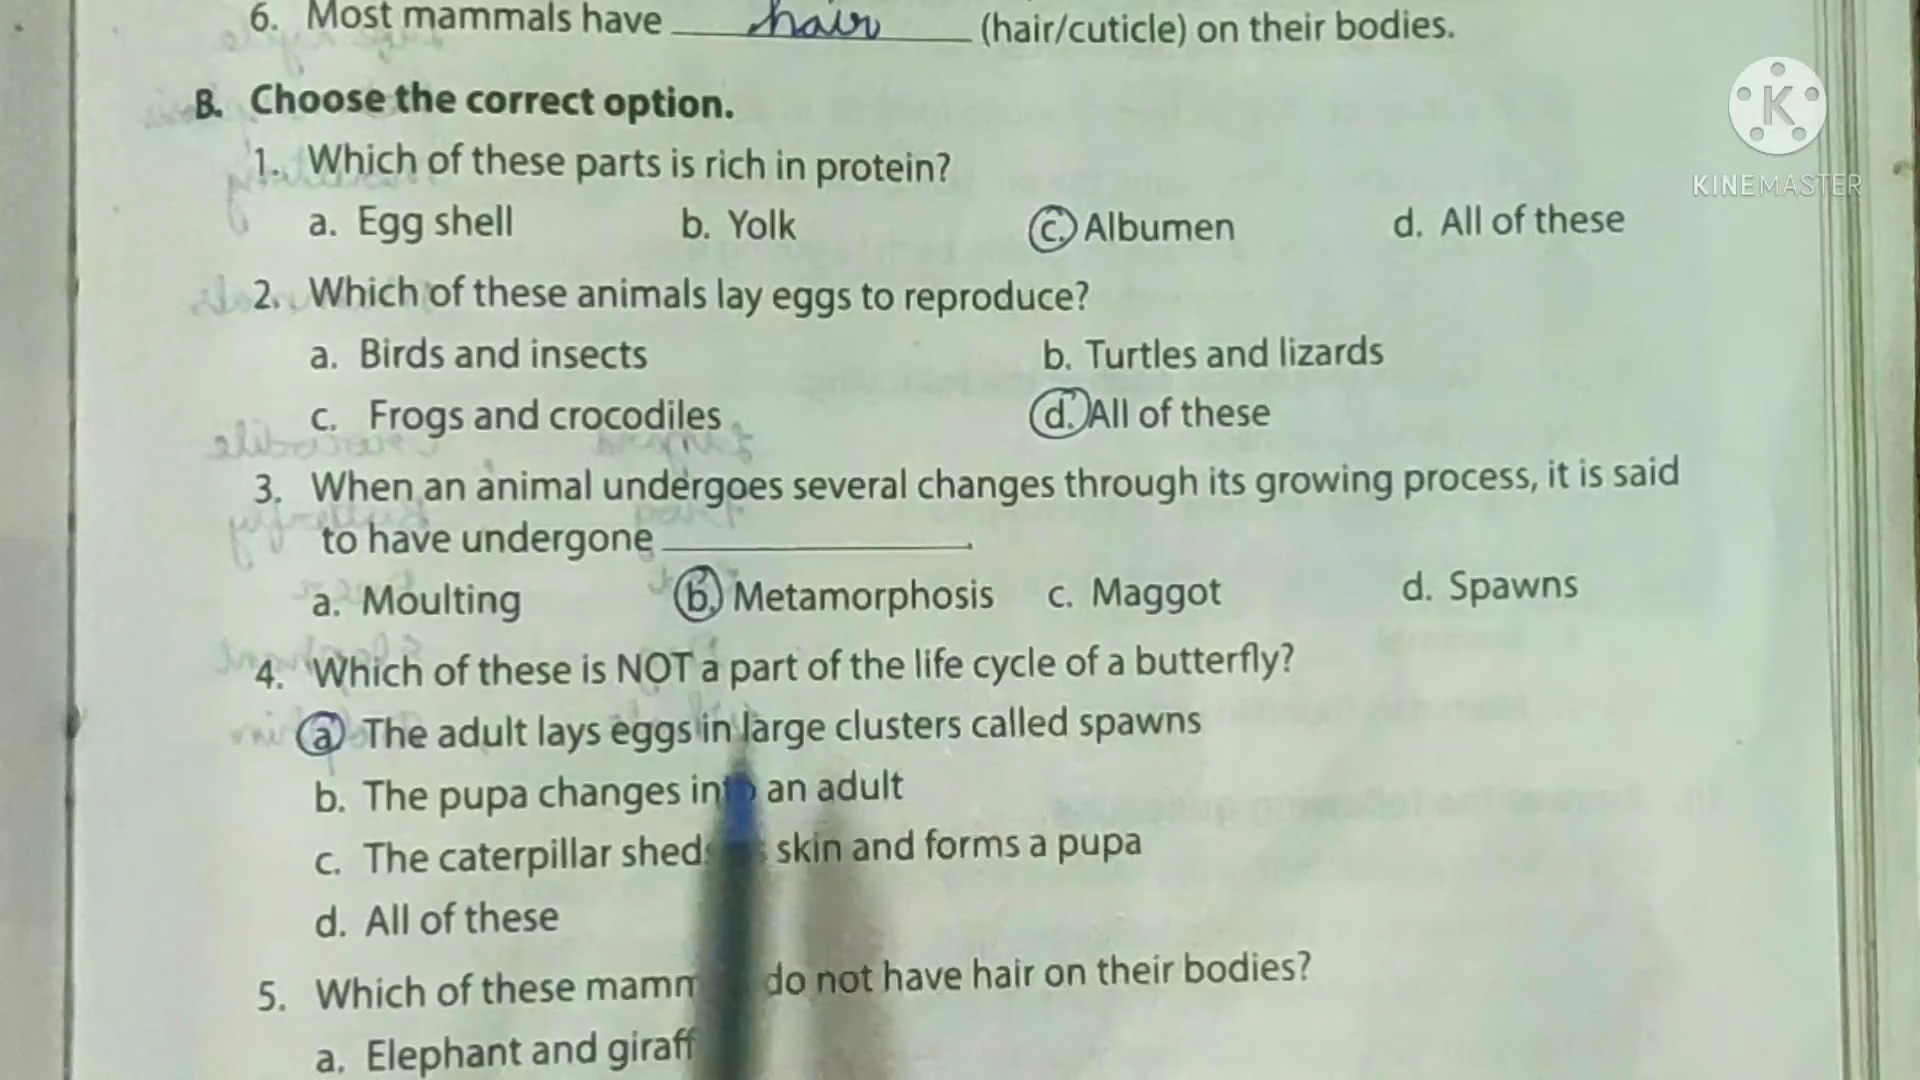 6. Most mammals have hair (hair/cuticle) on their bodies.
B. Choose the correct option.
1. Which of these parts is rich in protein?
a. Egg shell b. Yolk c. Albumen d. All of these
2. Which of these animals lay eggs to reproduce?
a. Birds and insects b. Turtles and lizards
c. Frogs and crocodiles d. All of these
3. When an animal undergoes several changes through its growing process, it is said
to have undergone ______.
a. Moulting b. Metamorphosis c. Maggot d. Spawns
4. Which of these is NOT a part of the life cycle of a butterfly?
a The adult lays eggs in large clusters called spawns
b. The pupa changes into an adult
c. The caterpillar sheds skin and forms a pupa
d. All of these
5. Which of these do not have hair on their bodies?
a. Elephant and
K
KINEMASTER